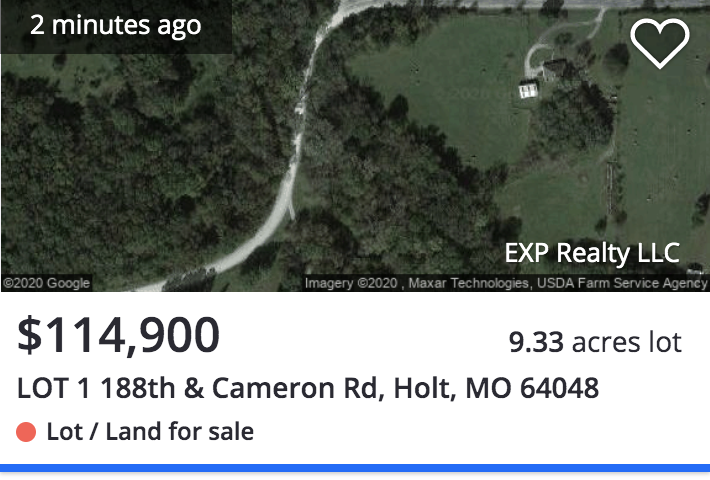 2 minutes ago
EXP Realty LLC
©2020 Google
Imagery ©2020 , Maxar Technologies, USDA Farm Service Agency
$114,900
9.33 acres lot
LOT 1 188th & Cameron Rd, Holt, MO 64048
Lot / Land for sale